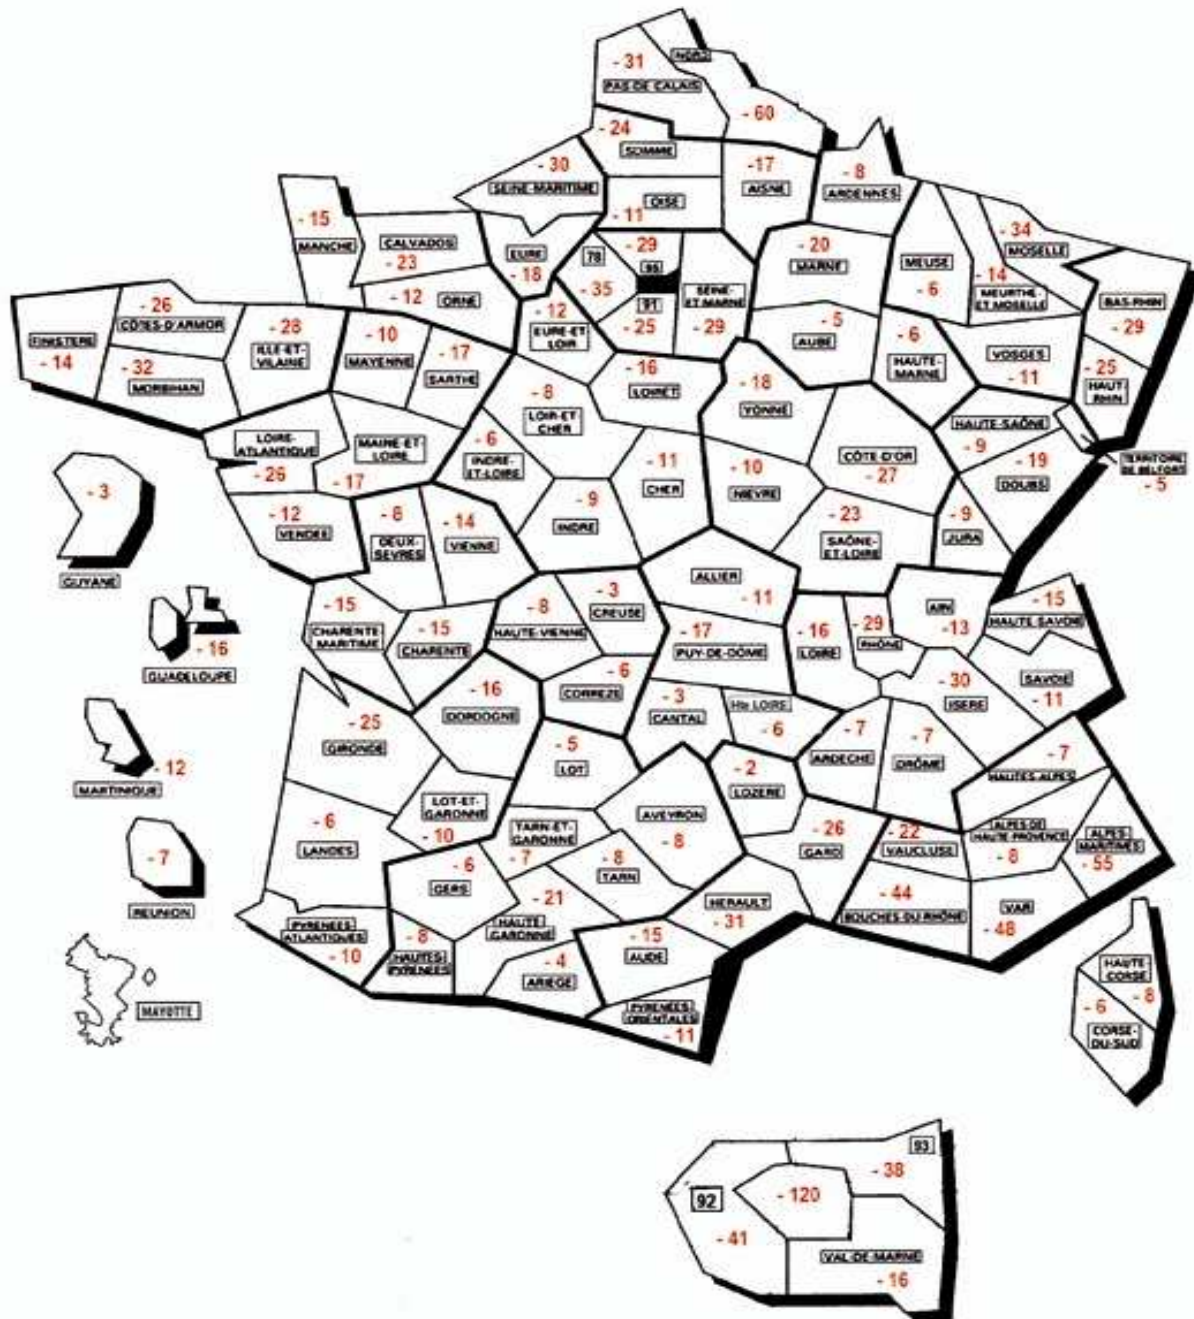 NORD
- 31
PAS DE CALAIS
- 60
- 24
SOMME
- 30
SEINE-MARITIME
-17
AISNE
- 8
ARDENNES
OISE
- 11
- 15
MANCHE
CALVADOS
- 23
EURE
- 18
78
- 35
- 29
95
91
- 25
SEINE-
ET-MARNE
- 29
- 20
MARNE
MEUSE
- 6
- 34
MOSELLE
- 14
MEURTHE-
ET-MOSELLE
BAS-RHIN
- 29
- 12
ORNE
- 26
CÔTES-D'ARMOR
FINISTERE
- 14
- 32
MORBIHAN
- 28
ILLE-ET-
VILAINE
- 10
MAYENNE
- 17
SARTHE
- 12
EURE-ET-
LOIR
- 5
AUBE
- 6
HAUTE-
MARNE
VOSGES
- 11
- 25
HAUT-
RHIN
- 16
LOIRET
- 18
YONNE
- 8
LOIR-ET-
CHER
HAUTE-SAÔNE
- 9
TERRITOIRE
DE BELFORT
- 5
LOIRE-
ATLANTIQUE
- 26
MAINE-ET-
LOIRE
- 17
- 6
INDRE-
ET-LOIRE
- 11
CHER
- 10
NIEVRE
CÔTE-D'OR
- 27
- 19
DOUBS
- 3
GUYANE
- 12
VENDEE
- 8
DEUX-
SEVRES
- 14
VIENNE
- 9
INDRE
- 23
SAÔNE-
ET-LOIRE
- 9
JURA
ALLIER
- 11
- 16
GUADELOUPE
- 15
CHARENTE
MARITIME
- 15
CHARENTE
- 8
HAUTE-VIENNE
- 3
CREUSE
- 17
PUY-DE-DÔME
- 16
LOIRE
- 29
RHÔNE
AIN
- 13
- 15
HAUTE-SAVOIE
SAVOIE
- 11
- 6
CORREZE
- 16
DORDOGNE
- 3
CANTAL
Hte LOIRE
- 6
- 30
ISERE
- 12
MARTINIQUE
- 25
GIRONDE
- 5
LOT
- 2
LOZERE
- 7
ARDECHE
- 7
DRÔME
- 7
HAUTES-ALPES
LOT-ET-
GARONNE
- 10
TARN-ET-
GARONNE
- 7
AVEYRON
- 8
- 6
LANDES
- 26
GARD
- 22
VAUCLUSE
ALPES-DE
HAUTE-PROVENCE
- 8
ALPES-
MARITIMES
- 55
- 7
REUNION
- 6
GERS
- 8
TARN
- 21
HAUTE
GARONNE
HERAULT
- 31
- 44
BOUCHES-DU-RHÔNE
VAR
- 48
PYRENEES-
ATLANTIQUES
- 10
- 8
HAUTES-
PYRENEES
- 4
ARIEGE
- 15
AUDE
PYRENEES-
ORIENTALES
- 11
HAUTE-
CORSE
- 8
- 6
CORSE-
DU-SUD
MAYOTTE
93
- 38
92
- 120
- 41
VAL-DE-MARNE
- 16